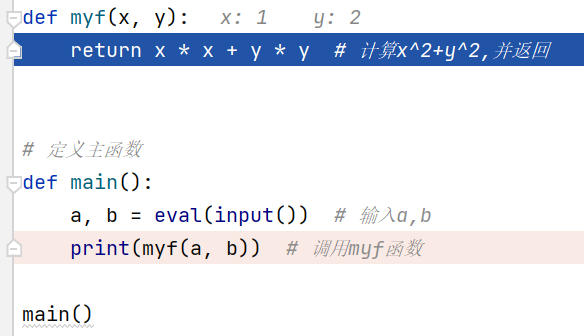 def myf(x, y):   x: 1    y: 2
    return x * x + y * y  # 计算x^2+y^2,并返回
# 定义主函数
def main():
    a, b = eval(input())  # 输入a,b
    print(myf(a, b))  # 调用myf函数
main()